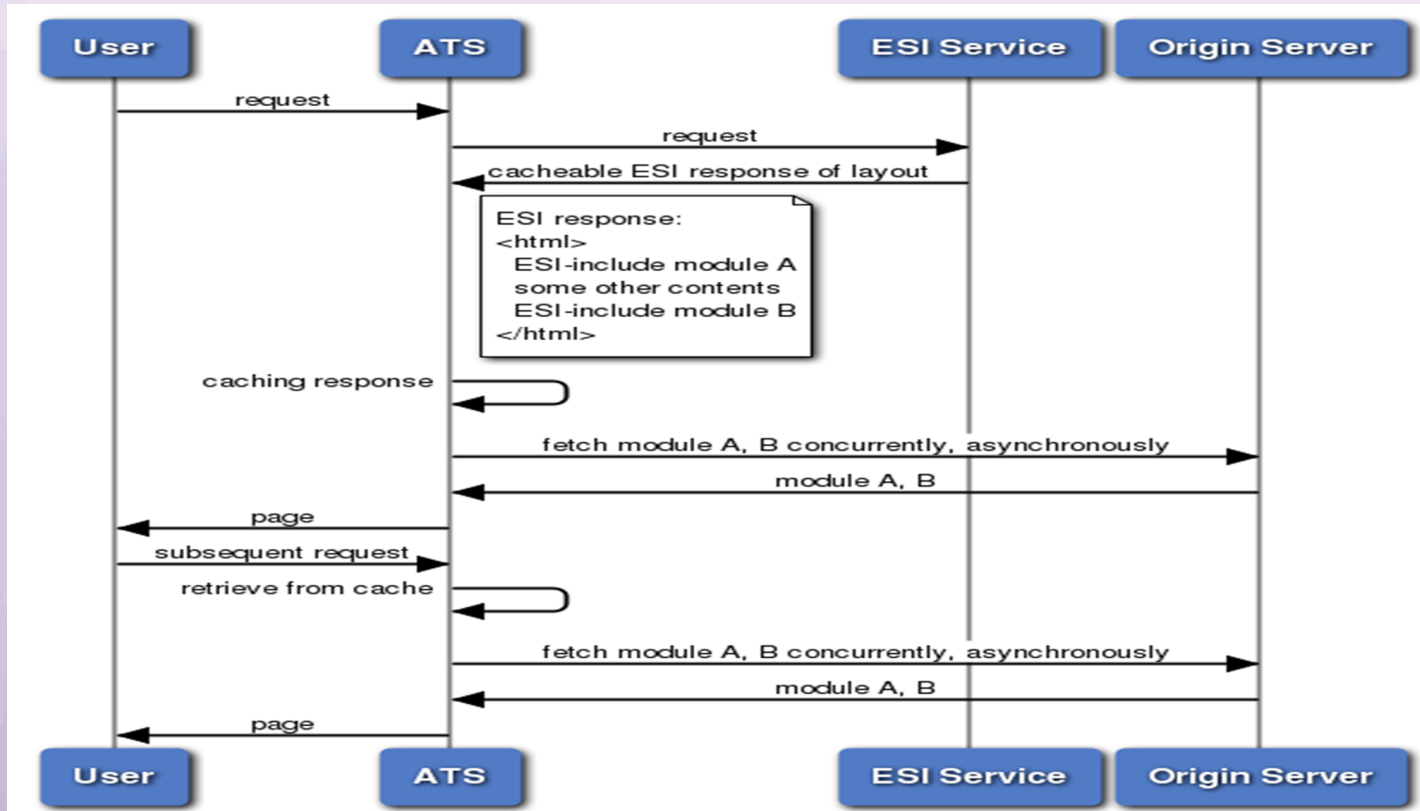 User ATS ESI Service Origin Server
request
request
cacheable ESI response of layout
ESI response:
<html>
ESI-include module A
some other contents
ESI-include module B
</html>
caching response
fetch module A, B concurrently, asynchronously
module A, B
page
subsequent request
retrieve from cache
fetch module A, B concurrently, asynchronously
module A, B
page
User ATS ESI Service Origin Server